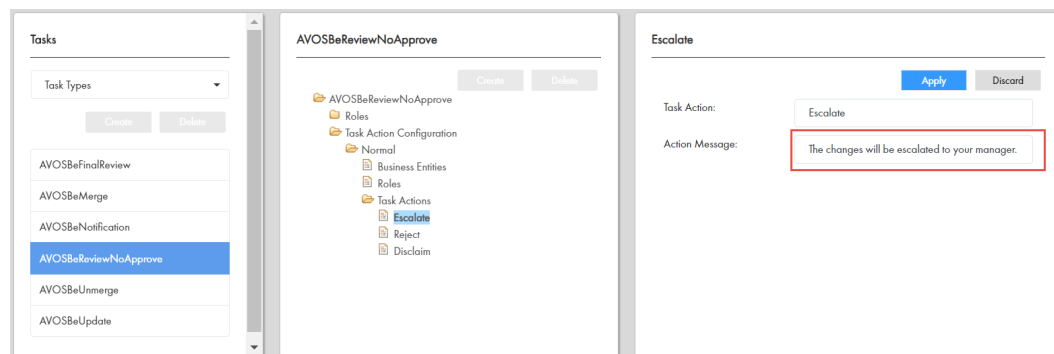 Tasks
Task Types
Create Delete
AVOSBeFinalReview
AVOSBeMerge
AVOSBeNotification
AVOSBeReviewNoApprove
AVOSBeUnmerge
AVOSBeUpdate
AVOSBeReviewNoApprove
Create Delete
AVOSBeReviewNoApprove
Roles
Task Action Configuration
Normal
Business Entities
Roles
Task Actions
Escalate
Reject
Disclaim
Escalate
Apply Discard
Task Action: Escalate
Action Message: The changes will be escalated to your manager.